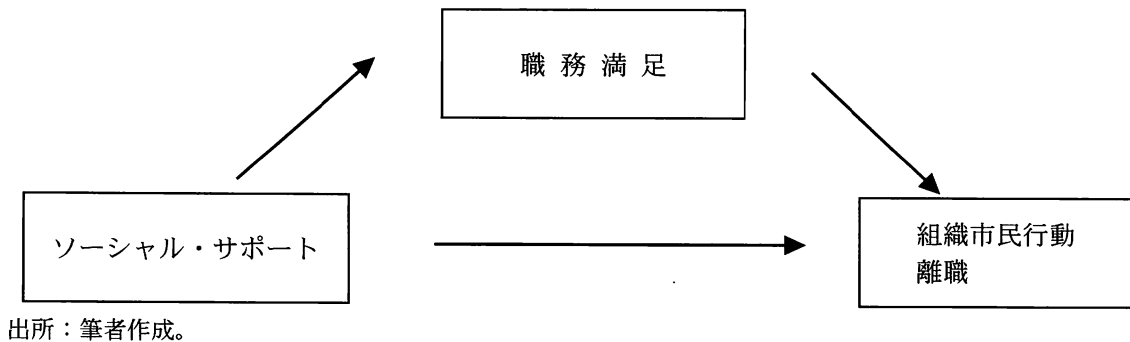 職務満足
ソーシャル・サポート
組織市民行動
離職
出所：筆者作成。